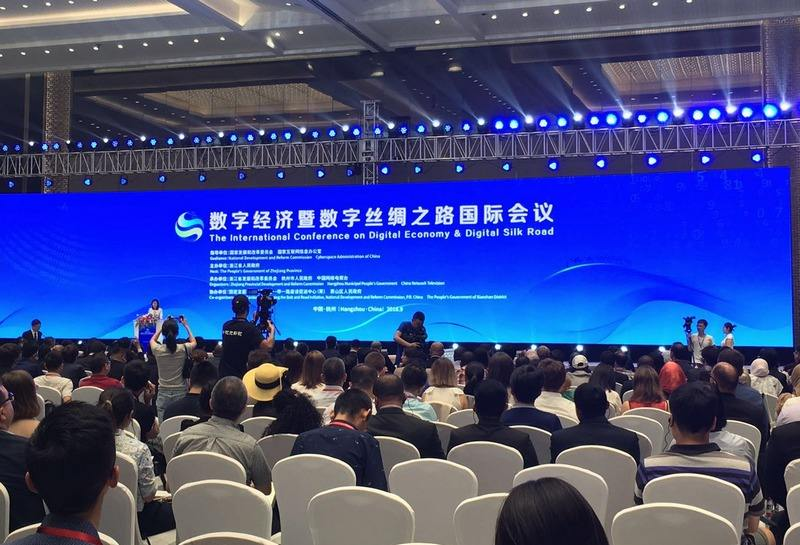 数字经济暨数字丝绸之路国际会议
The International Conference on Digital Economy & Digital Silk Road
指导单位：国家发展和改革委员会 国家互联网信息办公室
Guidance: National Development and Reform Commission Cyberspace Administration of China
主办单位：浙江省人民政府
Host: The People's Government of Zhejiang Province
承办单位：浙江省发展和改革委员会 杭州市人民政府 中国网络电视台
Organizers: Zhejiang Provincial Development and Reform Commission Hangzhou Municipal People's Government China Network Television
国家发 一带一路建设促进中心（筹） 萧山区人民政府
Co-organizers the Belt and Road Initiative, National Development and Reform Commission, P.R. China The People's Government of Xiaoshan District
中国·杭州（Hangzhou·China） 2018.9